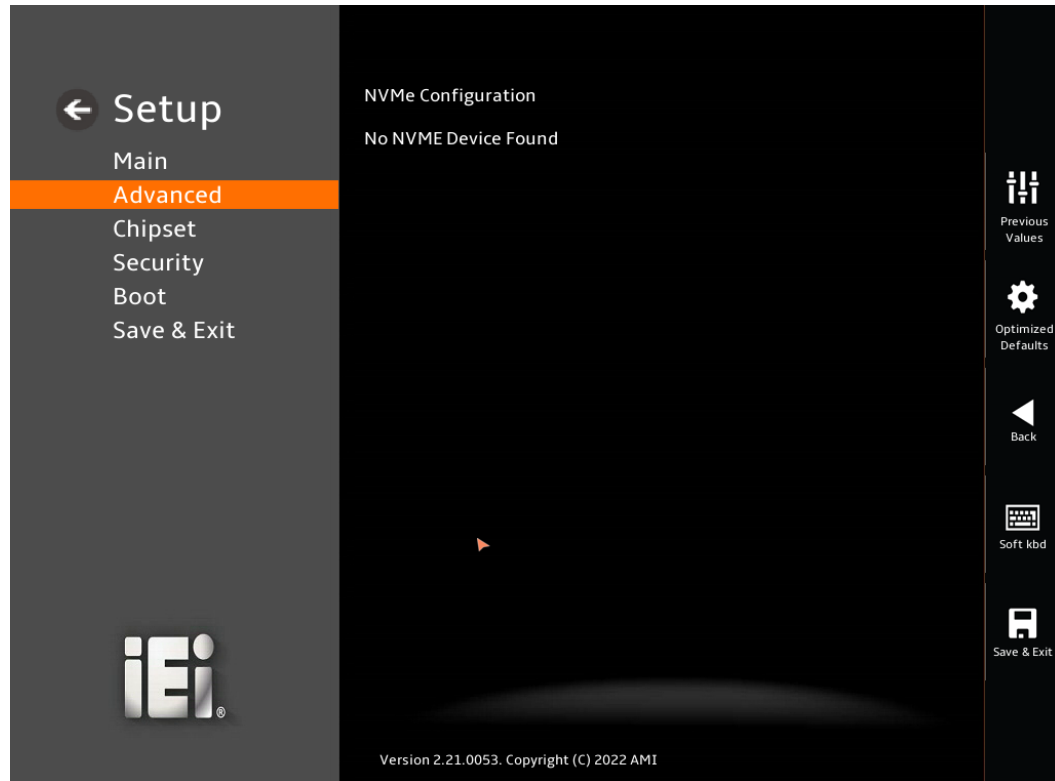 Setup
Main
Advanced
Chipset
Security
Boot
Save & Exit
iEi®
NVMe Configuration
No NVME Device Found
Version 2.21.0053. Copyright (C) 2022 AMI
Previous
Values
Optimized
Defaults
Back
Soft kbd
Save & Exit